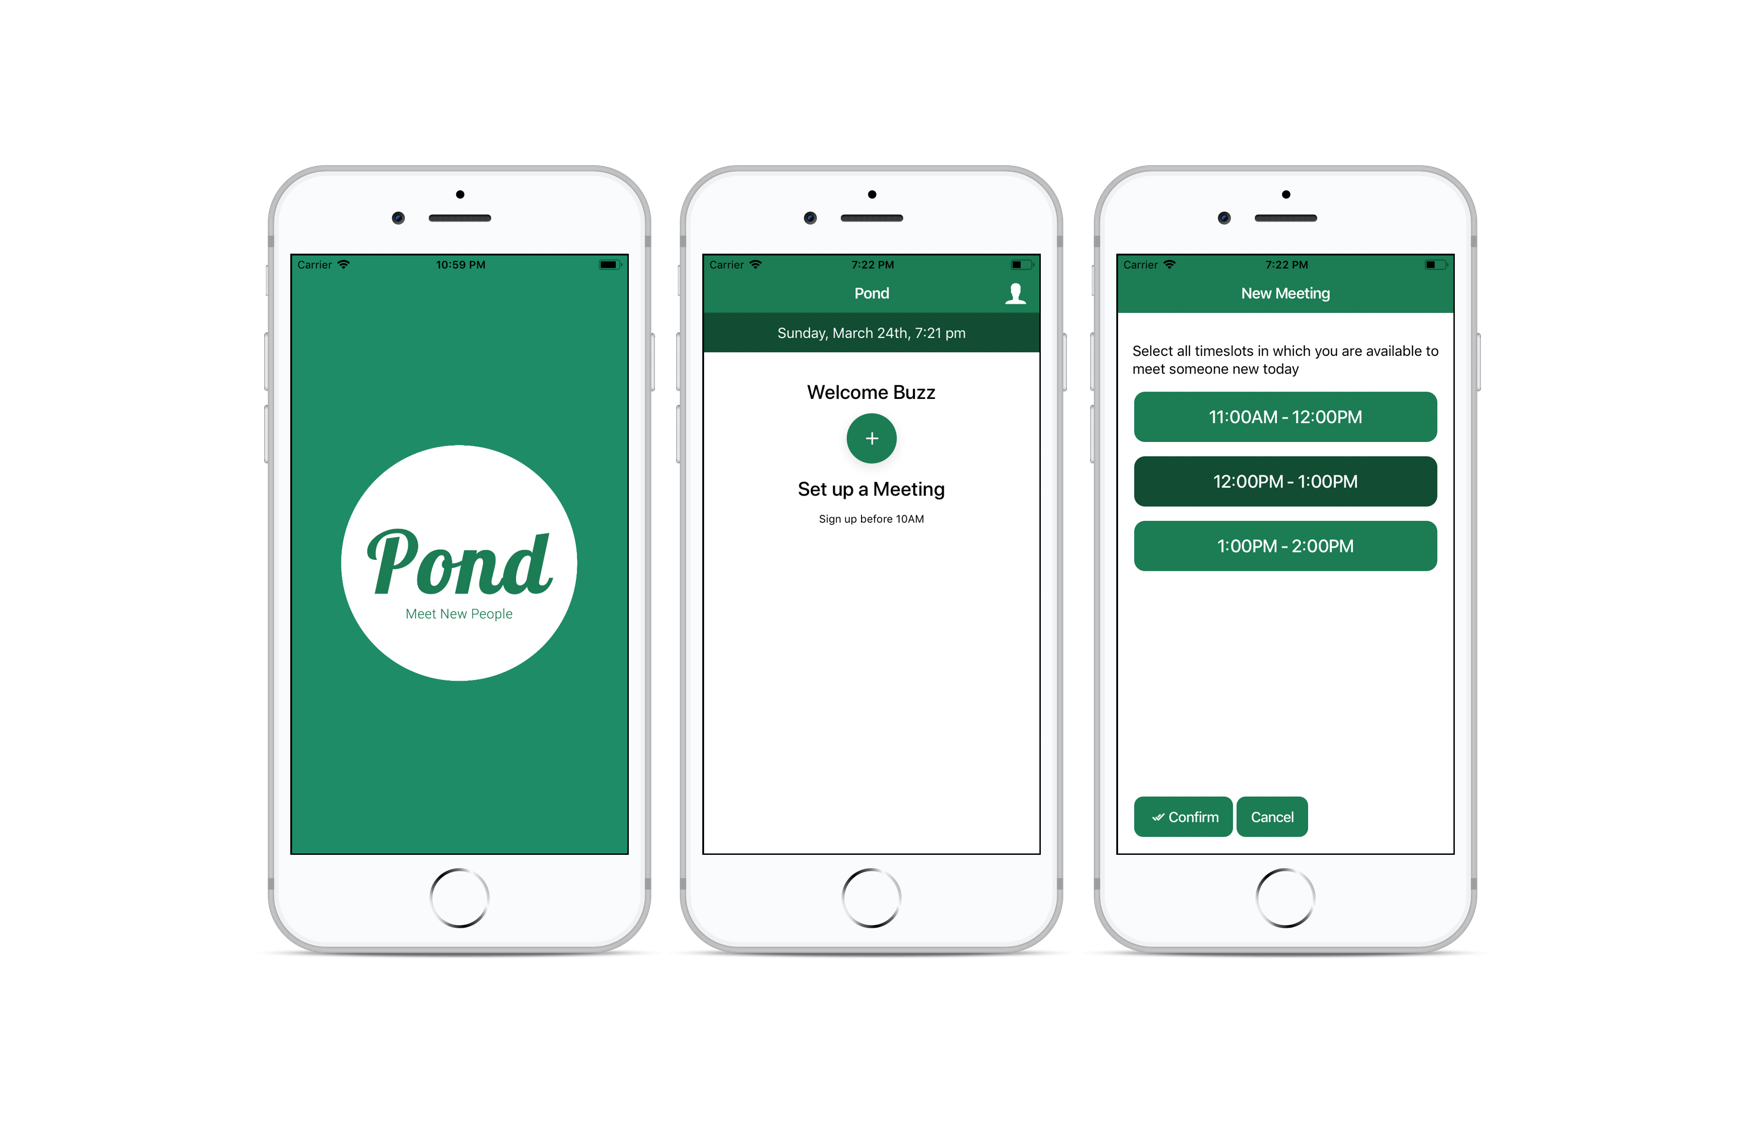 Carrier 10:59 PM
Pond
Meet New People
Carrier 7:22 PM
Pond
Sunday, March 24th, 7:21 pm
Welcome Buzz
+
Set up a Meeting
Sign up before 10AM
Carrier 7:22 PM
New Meeting
Select all timeslots in which you are available to
meet someone new today
11:00AM - 12:00PM
12:00PM - 1:00PM
1:00PM - 2:00PM
Confirm Cancel